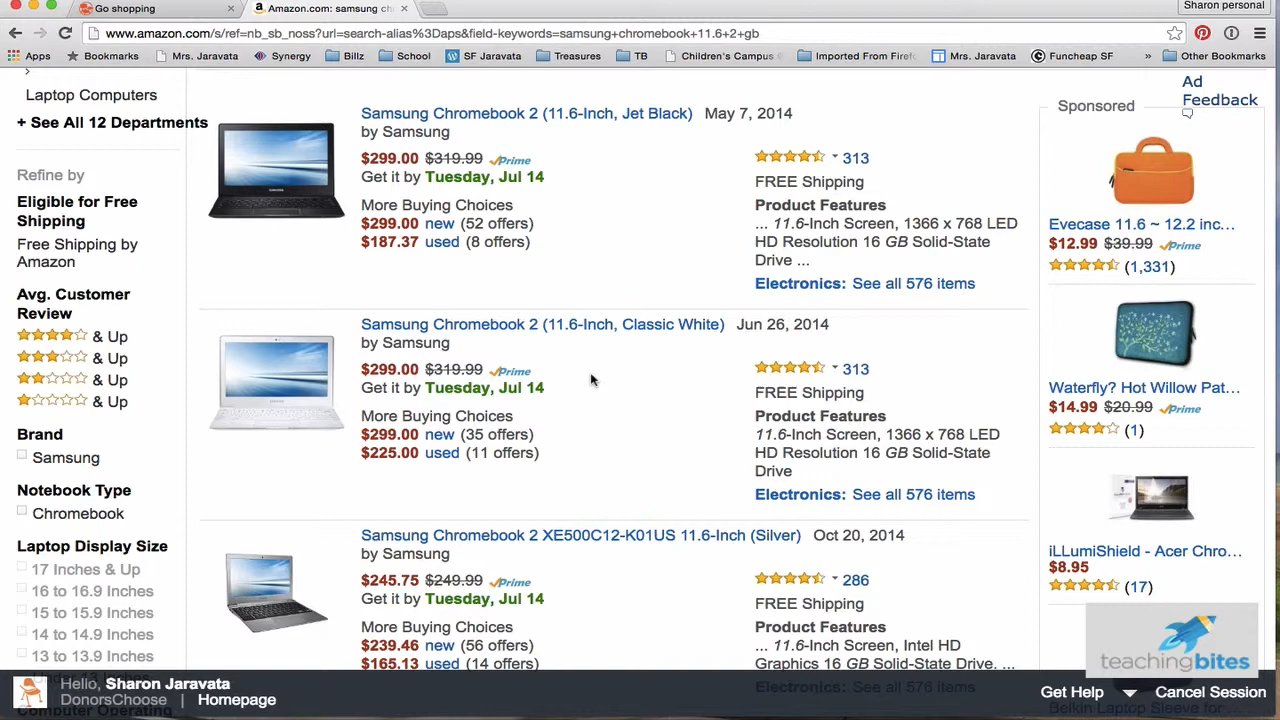 Go shopping
Amazon.com: samsung chr
Sharon personal
www.amazon.com/s/ref=nb_sb_noss?url=search-alias%3Daps&field-keywords=samsung+chromebook+11.6+2+gb
Apps Bookmarks Mrs. Jaravata Synergy Billz School SF Jaravata Treasures TB Children's Campus Imported From Firefo Mrs. Jaravata Funcheap SF » Other Bookmarks
Laptop Computers
+ See All 12 Departments
Refine by
Eligible for Free
Shipping
Free Shipping by
Amazon
Avg. Customer
Review
& Up
& Up
& Up
& Up
Brand
Samsung
Notebook Type
Chromebook
Laptop Display Size
17 Inches & Up
16 to 16.9 Inches
15 to 15.9 Inches
14 to 14.9 Inches
13 to 13.9 Inches
Samsung Chromebook 2 (11.6-Inch, Jet Black) May 7, 2014
by Samsung
$299.00 $319.99 Prime
Get it by Tuesday, Jul 14
More Buying Choices
$299.00 new (52 offers)
$187.37 used (8 offers)
313
FREE Shipping
Product Features
... 11.6-Inch Screen, 1366 x 768 LED
HD Resolution 16 GB Solid-State
Drive ...
Electronics: See all 576 items
Samsung Chromebook 2 (11.6-Inch, Classic White) Jun 26, 2014
by Samsung
$299.00 $319.99 Prime
Get it by Tuesday, Jul 14
More Buying Choices
$299.00 new (35 offers)
$225.00 used (11 offers)
313
FREE Shipping
Product Features
11.6-Inch Screen, 1366 x 768 LED
HD Resolution 16 GB Solid-State
Drive
Electronics: See all 576 items
Samsung Chromebook 2 XE500C12-K01US 11.6-Inch (Silver) Oct 20, 2014
by Samsung
$245.75 $249.99 Prime
Get it by Tuesday, Jul 14
More Buying Choices
$239.46 new (56 offers)
$165.13 used (14 offers)
286
FREE Shipping
Product Features
... 11.6-Inch Screen, Intel HD
Graphics 16 GB Solid-State Drive. ...
Electronics: See all 576 items
Ad
Feedback
Sponsored
Evecase 11.6 ~ 12.2 inc...
$12.99 $39.99 Prime
(1,331)
Waterfly? Hot Willow Pat...
$14.99 $20.99 Prime
(1)
iLLumiShield - Acer Chro...
$8.95
(17)
Belkin Laptop Sleeve for
teachingbites
Hello, Sharon Jaravata
DonorsChoose | Homepage
Computer Operating
Get Help Cancel Session